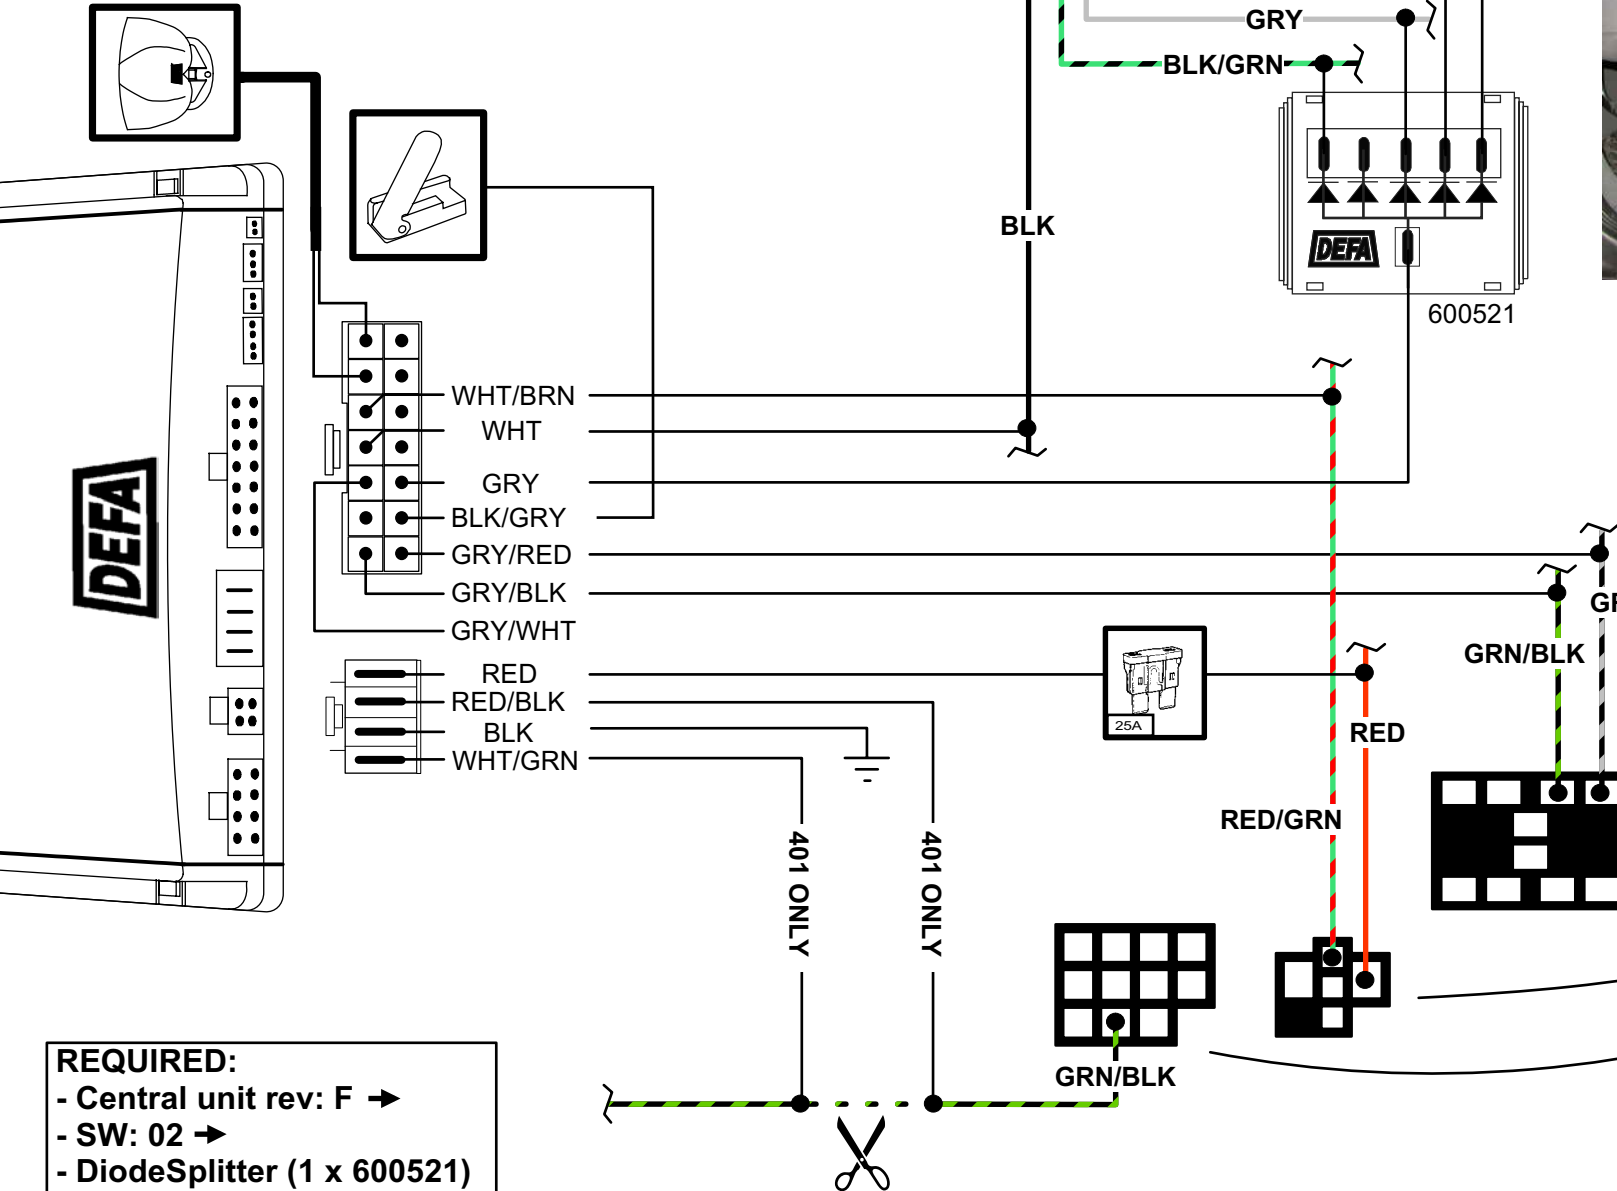 GRY
BLK/GRN
BLK
DEFA
600521
WHT/BRN
WHT
GRY
BLK/GRY
GRY/RED
GRY/BLK
GRY/WHT
RED
RED/BLK
BLK
WHT/GRN
DEFA
25A
RED
GRN/BLK
RED/GRN
401 ONLY
401 ONLY
GRN/BLK
REQUIRED:
- Central unit rev: F →
- SW: 02 →
- DiodeSplitter (1 x 600521)